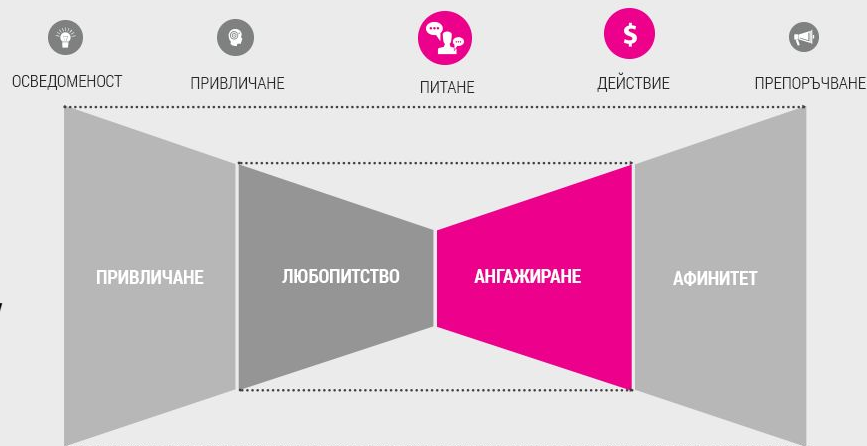 ОСВЕДОМЕНОСТ
ПРИВЛИЧАНЕ
ПИТАНЕ
ДЕЙСТВИЕ
ПРЕПОРЪЧВАНЕ
ПРИВЛИЧАНЕ
ЛЮБОПИТСТВО
АНГАЖИРАНЕ
АФИНИТЕТ